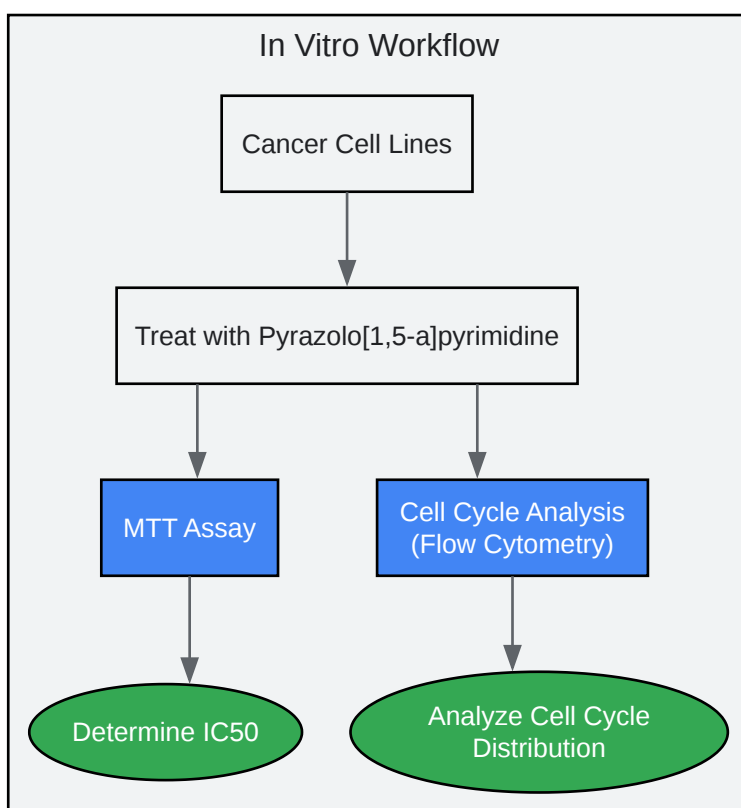 In Vitro Workflow
Cancer Cell Lines
Treat with Pyrazolo[1,5-a]pyrimidine
MTT Assay
Cell Cycle Analysis
(Flow Cytometry)
Determine IC50
Analyze Cell Cycle
Distribution